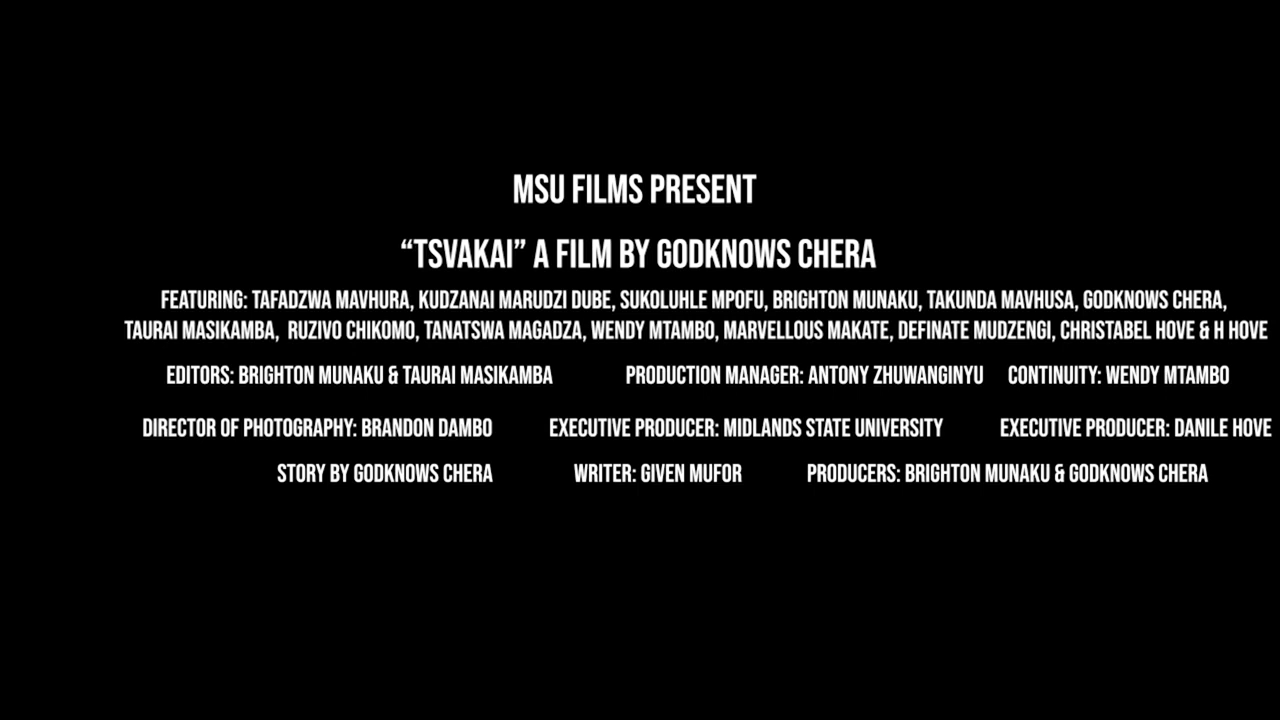 MSU FILMS PRESENT
“TSVAKAI” A FILM BY GODKNOWS CHERA
FEATURING: TAFADZWA MAVHURA, KUDZANAI MARUDZI DUBE, SUKOLUHLE MPOFU, BRIGHTON MUNAKU, TAKUNDA MAVHUSA, GODKNOWS CHERA,
TAURAI MASIKAMBA, RUZIVO CHIKOMO, TANATSWA MAGADZA, WENDY MTAMBO, MARVELLOUS MAKATE, DEFINATE MUDZENGI, CHRISTABEL HOVE & H HOVE
EDITORS: BRIGHTON MUNAKU & TAURAI MASIKAMBA PRODUCTION MANAGER: ANTONY ZHUWANGINYU CONTINUITY: WENDY MTAMBO
DIRECTOR OF PHOTOGRAPHY: BRANDON DAMBO EXECUTIVE PRODUCER: MIDLANDS STATE UNIVERSITY EXECUTIVE PRODUCER: DANILE HOVE
STORY BY GODKNOWS CHERA WRITER: GIVEN MUFOR PRODUCERS: BRIGHTON MUNAKU & GODKNOWS CHERA